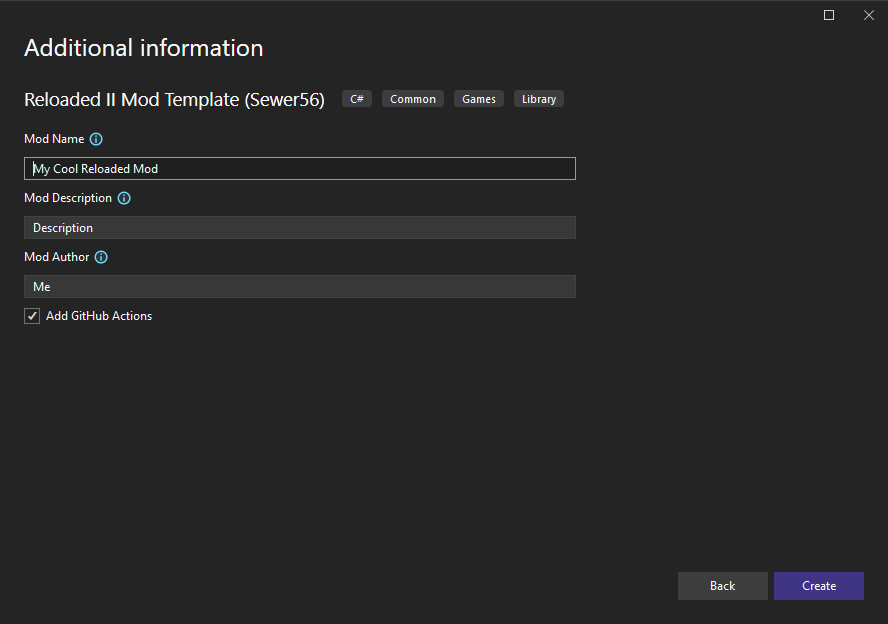 Additional information
Reloaded II Mod Template (Sewer56) C# Common Games Library
Mod Name
My Cool Reloaded Mod
Mod Description
Description
Mod Author
Me
Add GitHub Actions
Back Create